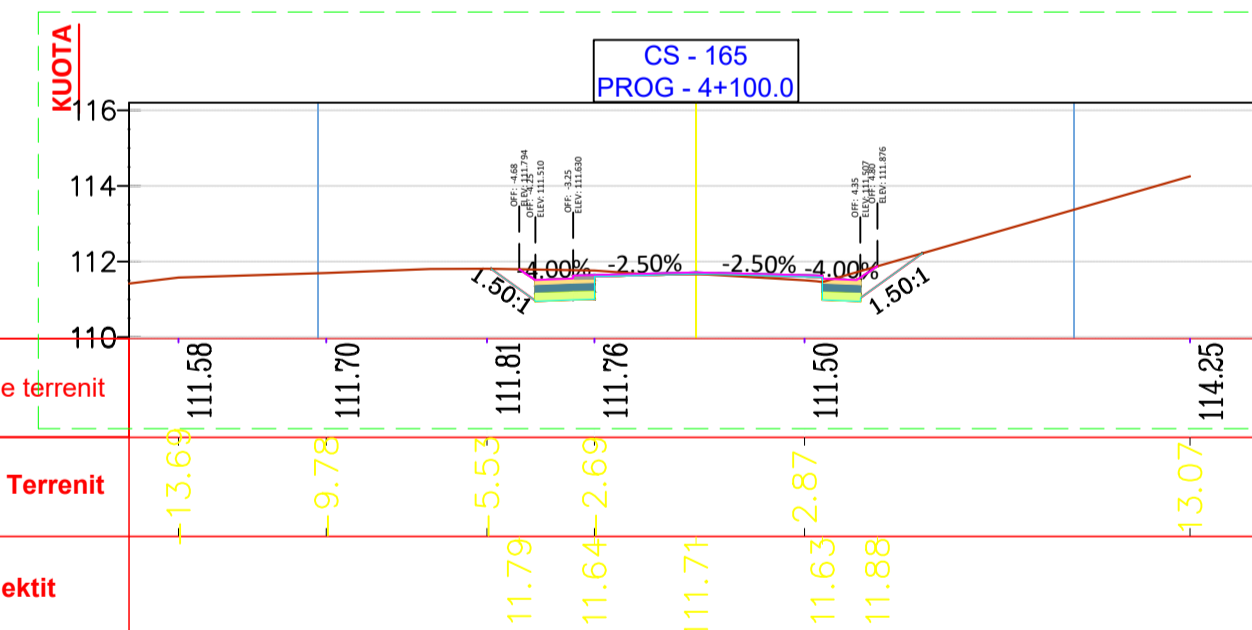 KUOTA
CS - 165
PROG - 4+100.0
116
114
112
110
OFF: -4.68
ELEV: 111.794
OFF: -4.25
ELEV: 111.510
OFF: -3.25
ELEV: 111.630
OFF: 4.35
ELEV: 111.507
OFF: 4.80
ELEV: 111.876
-4.00%
-2.50%
-2.50%
-4.00%
1.50:1
1.50:1
e terrenit
111.58
111.70
111.81
111.76
111.50
114.25
Terrenit
-13.69
-9.78
-5.53
-2.69
2.87
13.07
ektit
11.79
11.64
111.71
11.63
11.88